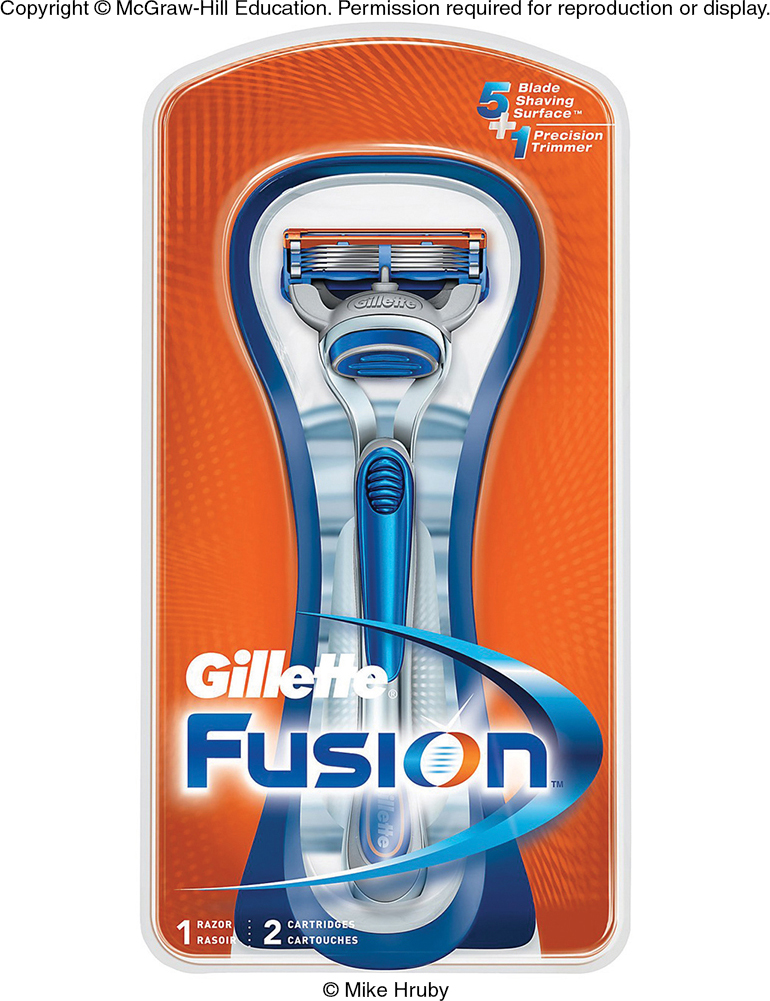 Copyright © McGraw-Hill Education. Permission required for reproduction or display.
5 Blade
Shaving
Surface™
+
1 Precision
Trimmer
Gillette
Gillette®
Fusion™
Gillette
1 RAZOR 2 CARTRIDGES
RASOIR CARTOUCHES
© Mike Hruby